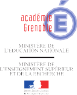 académie
Grenoble
MINISTÈRE DE
L'ÉDUCATION NATIONALE
MINISTÈRE DE
L'ENSEIGNEMENT SUPÉRIEUR
ET DE LA RECHERCHE